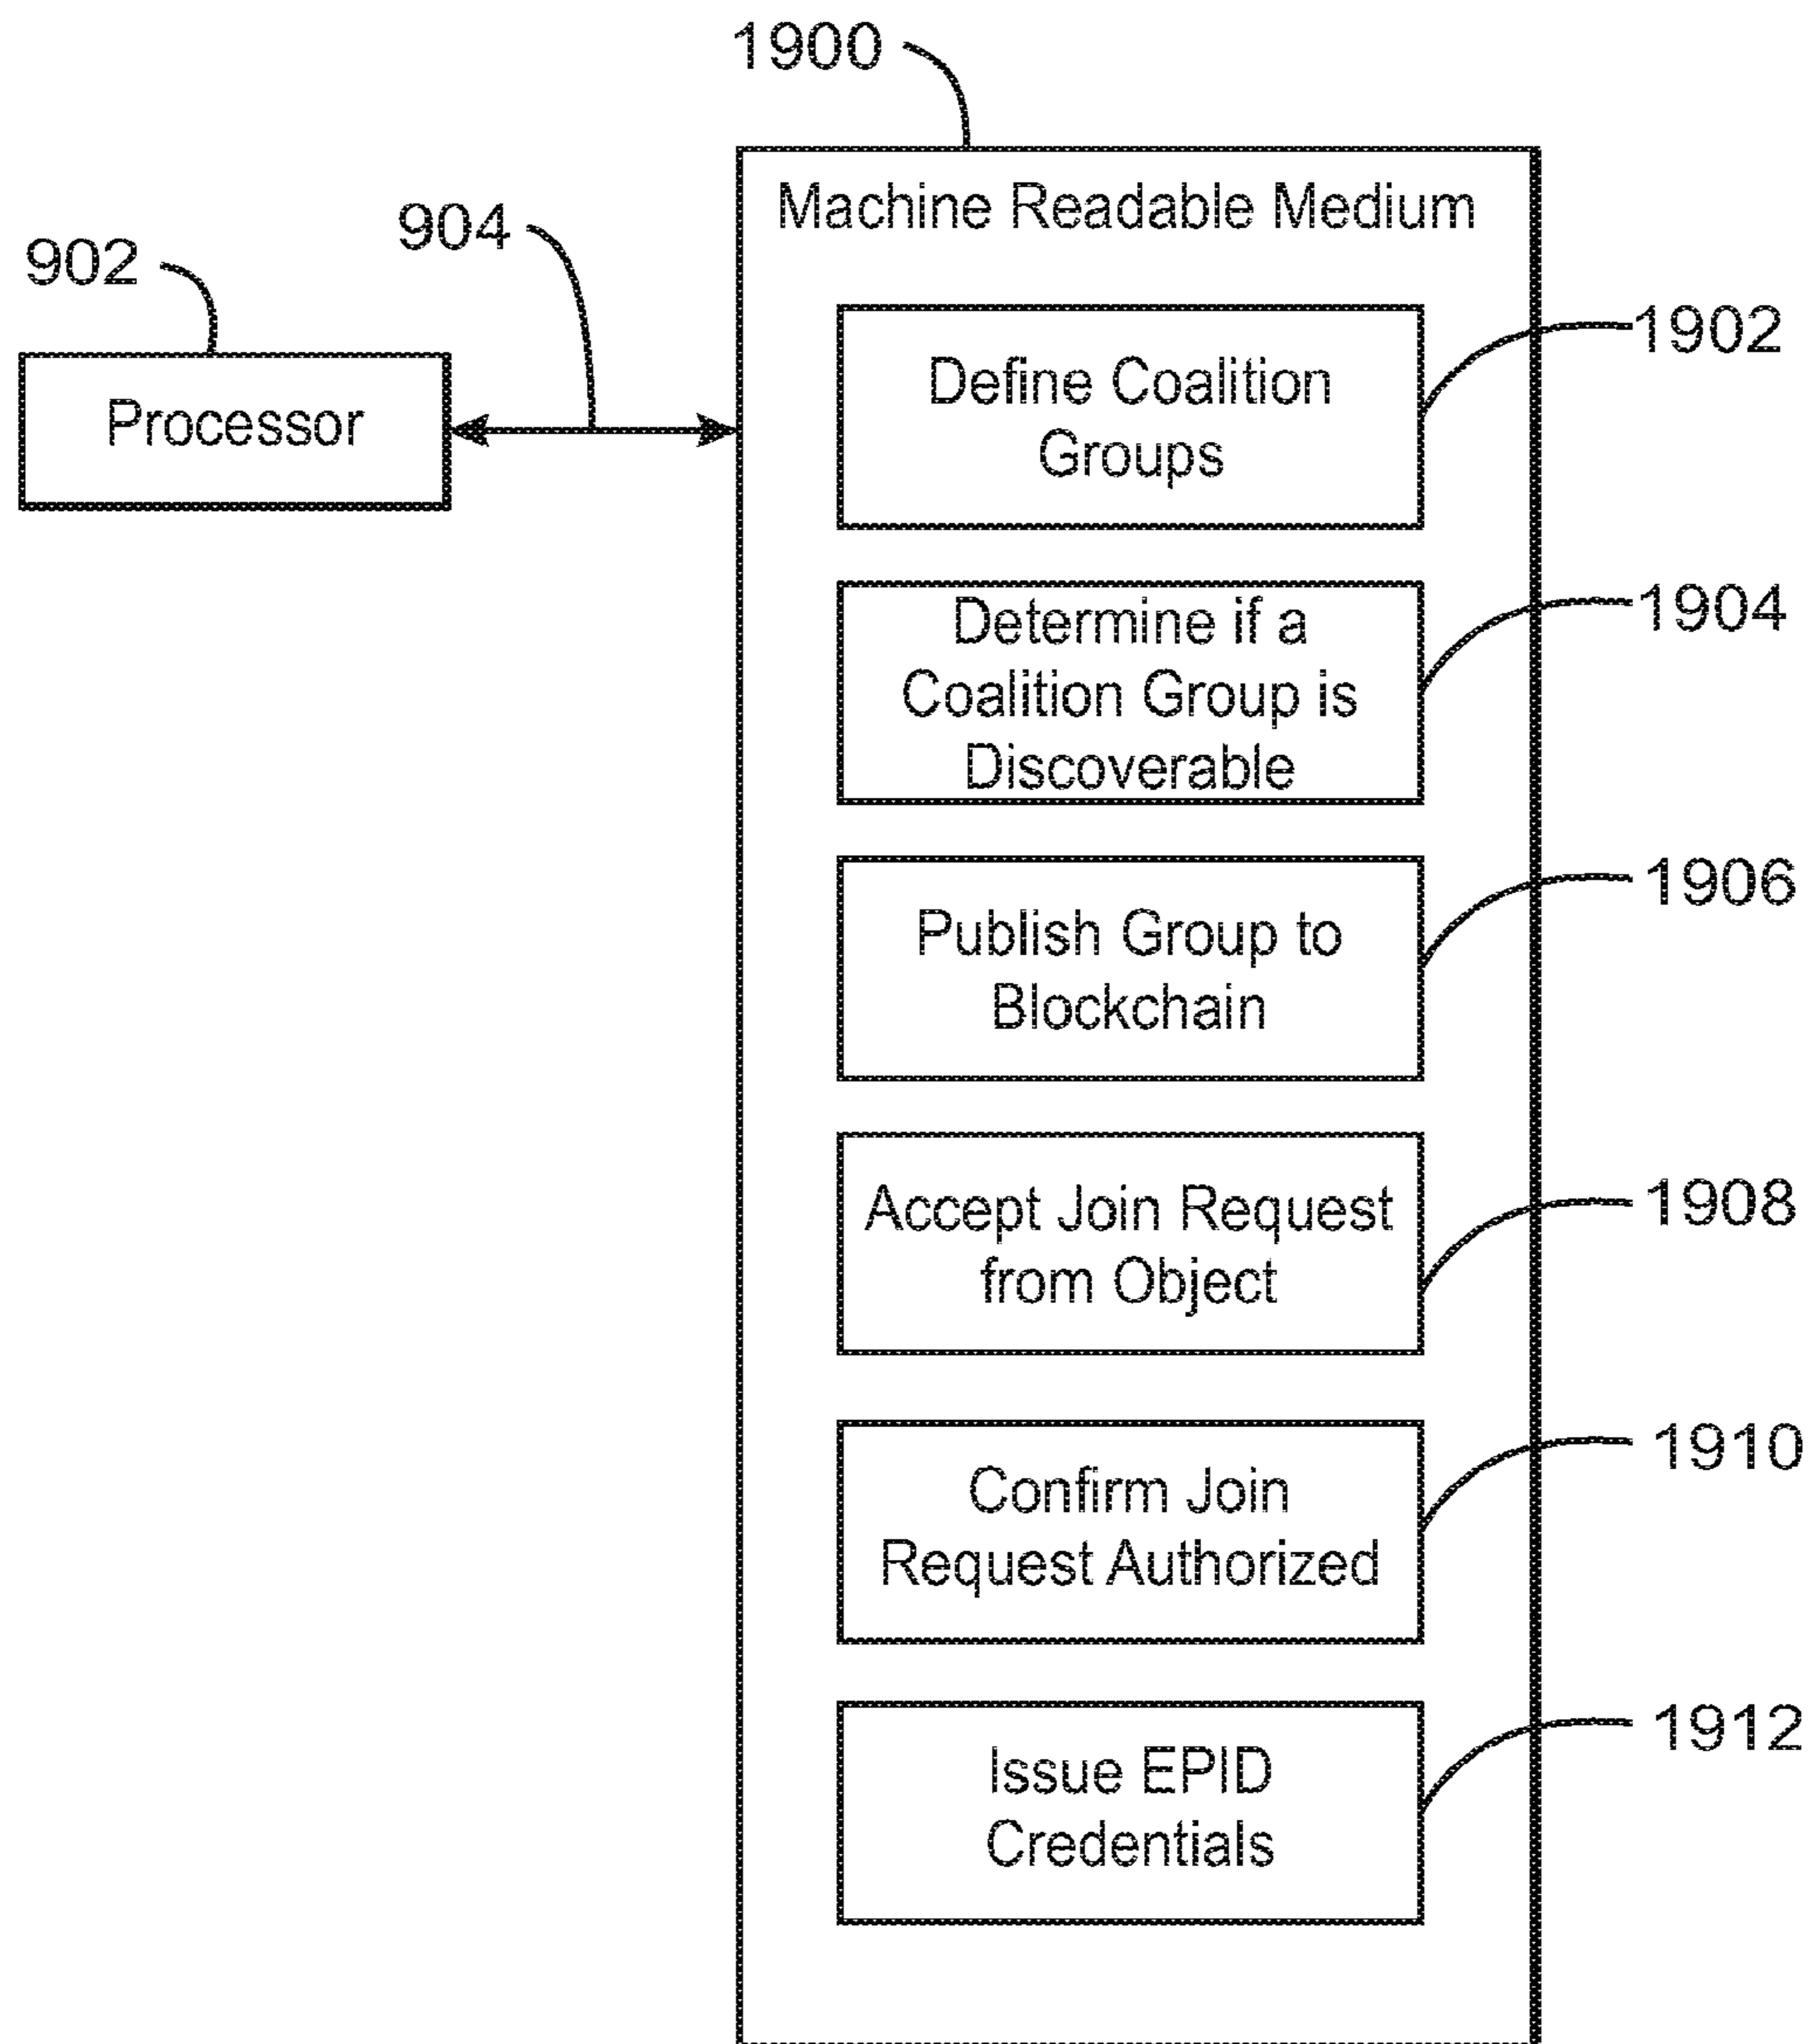 1900
Machine Readable Medium
904
902
Processor
Define Coalition
Groups
1902
Determine if a
Coalition Group is
Discoverable
1904
Publish Group to
Blockchain
1906
Accept Join Request
from Object
1908
Confirm Join
Request Authorized
1910
Issue EPID
Credentials
1912